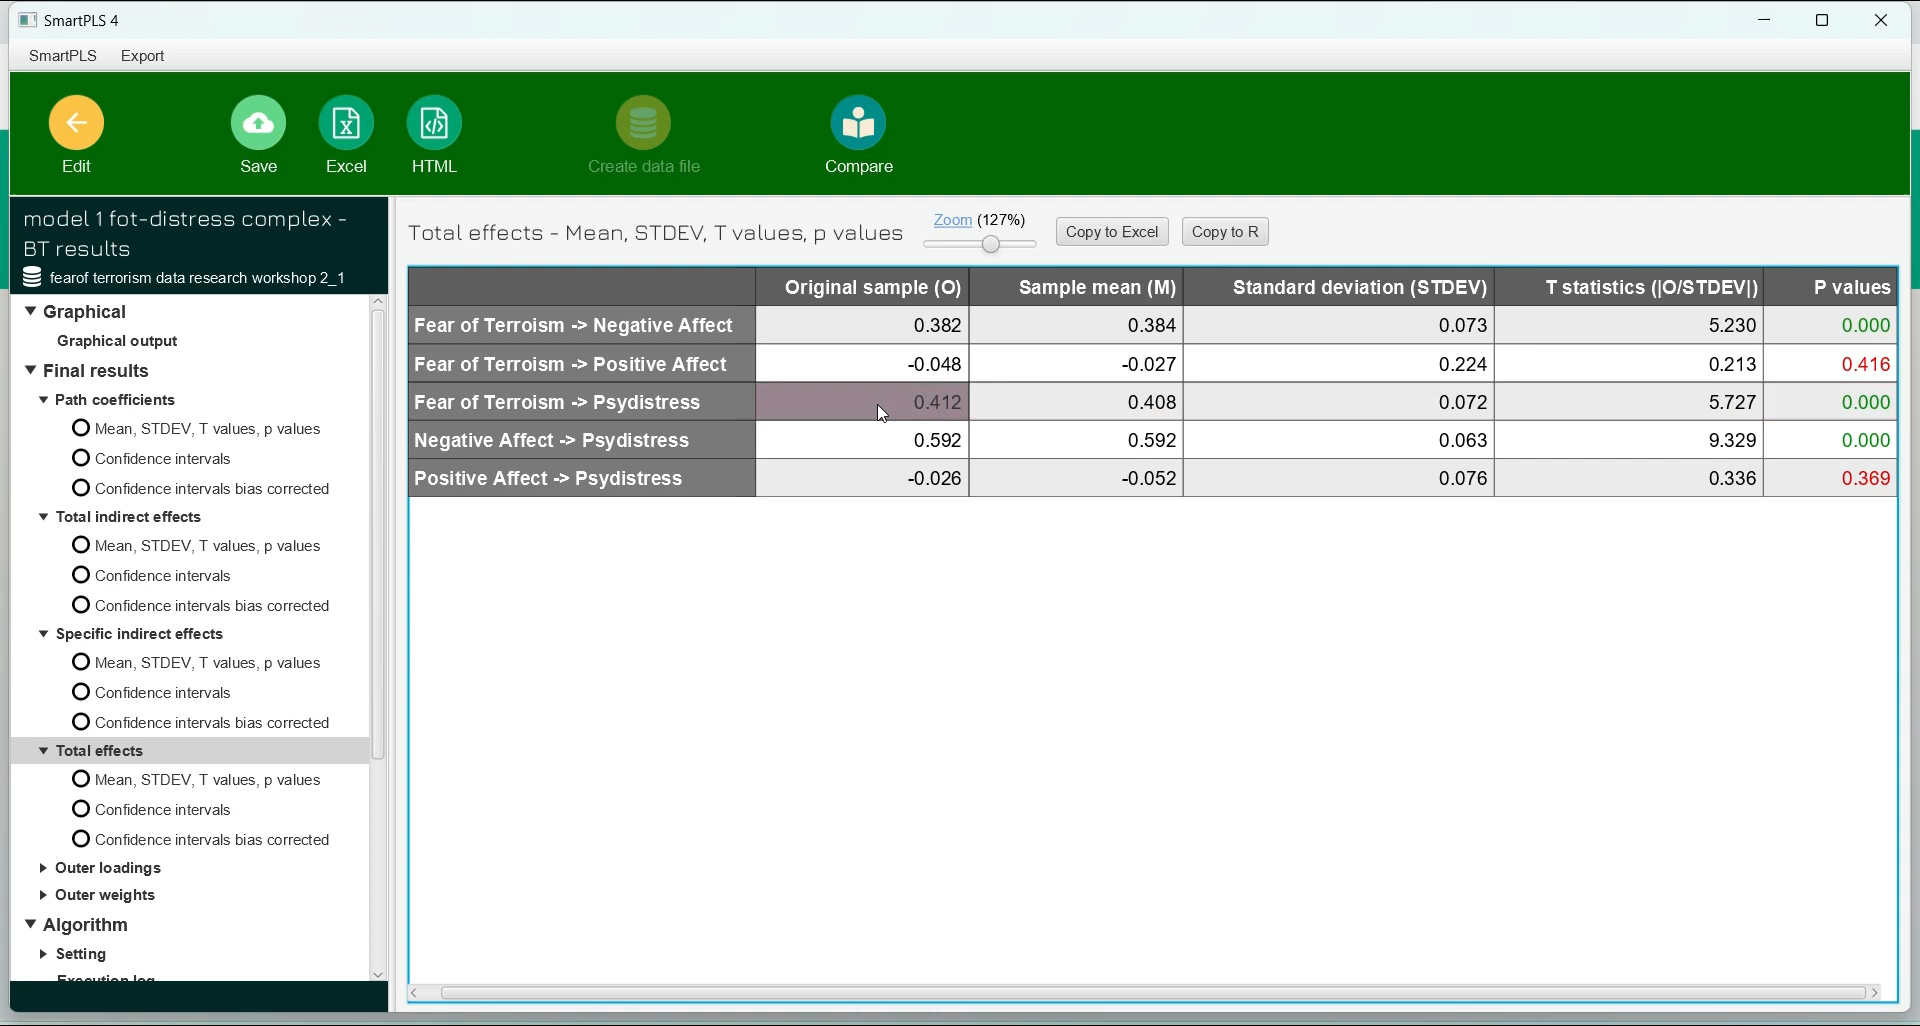 SmartPLS 4
SmartPLS Export
Edit Save Excel HTML Create data file Compare
model 1 fot-distress complex -
BT results
fearof terrorism data research workshop 2_1
Graphical
Graphical output
Final results
Path coefficients
Mean, STDEV, T values, p values
Confidence intervals
Confidence intervals bias corrected
Total indirect effects
Mean, STDEV, T values, p values
Confidence intervals
Confidence intervals bias corrected
Specific indirect effects
Mean, STDEV, T values, p values
Confidence intervals
Confidence intervals bias corrected
Total effects
Mean, STDEV, T values, p values
Confidence intervals
Confidence intervals bias corrected
Outer loadings
Outer weights
Algorithm
Setting
Execution log
Total effects - Mean, STDEV, T values, p values Zoom (127%) Copy to Excel Copy to R
Original sample (O) Sample mean (M) Standard deviation (STDEV) T statistics (|O/STDEV|) P values
Fear of Terroism -> Negative Affect 0.382 0.384 0.073 5.230 0.000
Fear of Terroism -> Positive Affect -0.048 -0.027 0.224 0.213 0.416
Fear of Terroism -> Psydistress 0.412 0.408 0.072 5.727 0.000
Negative Affect -> Psydistress 0.592 0.592 0.063 9.329 0.000
Positive Affect -> Psydistress -0.026 -0.052 0.076 0.336 0.369